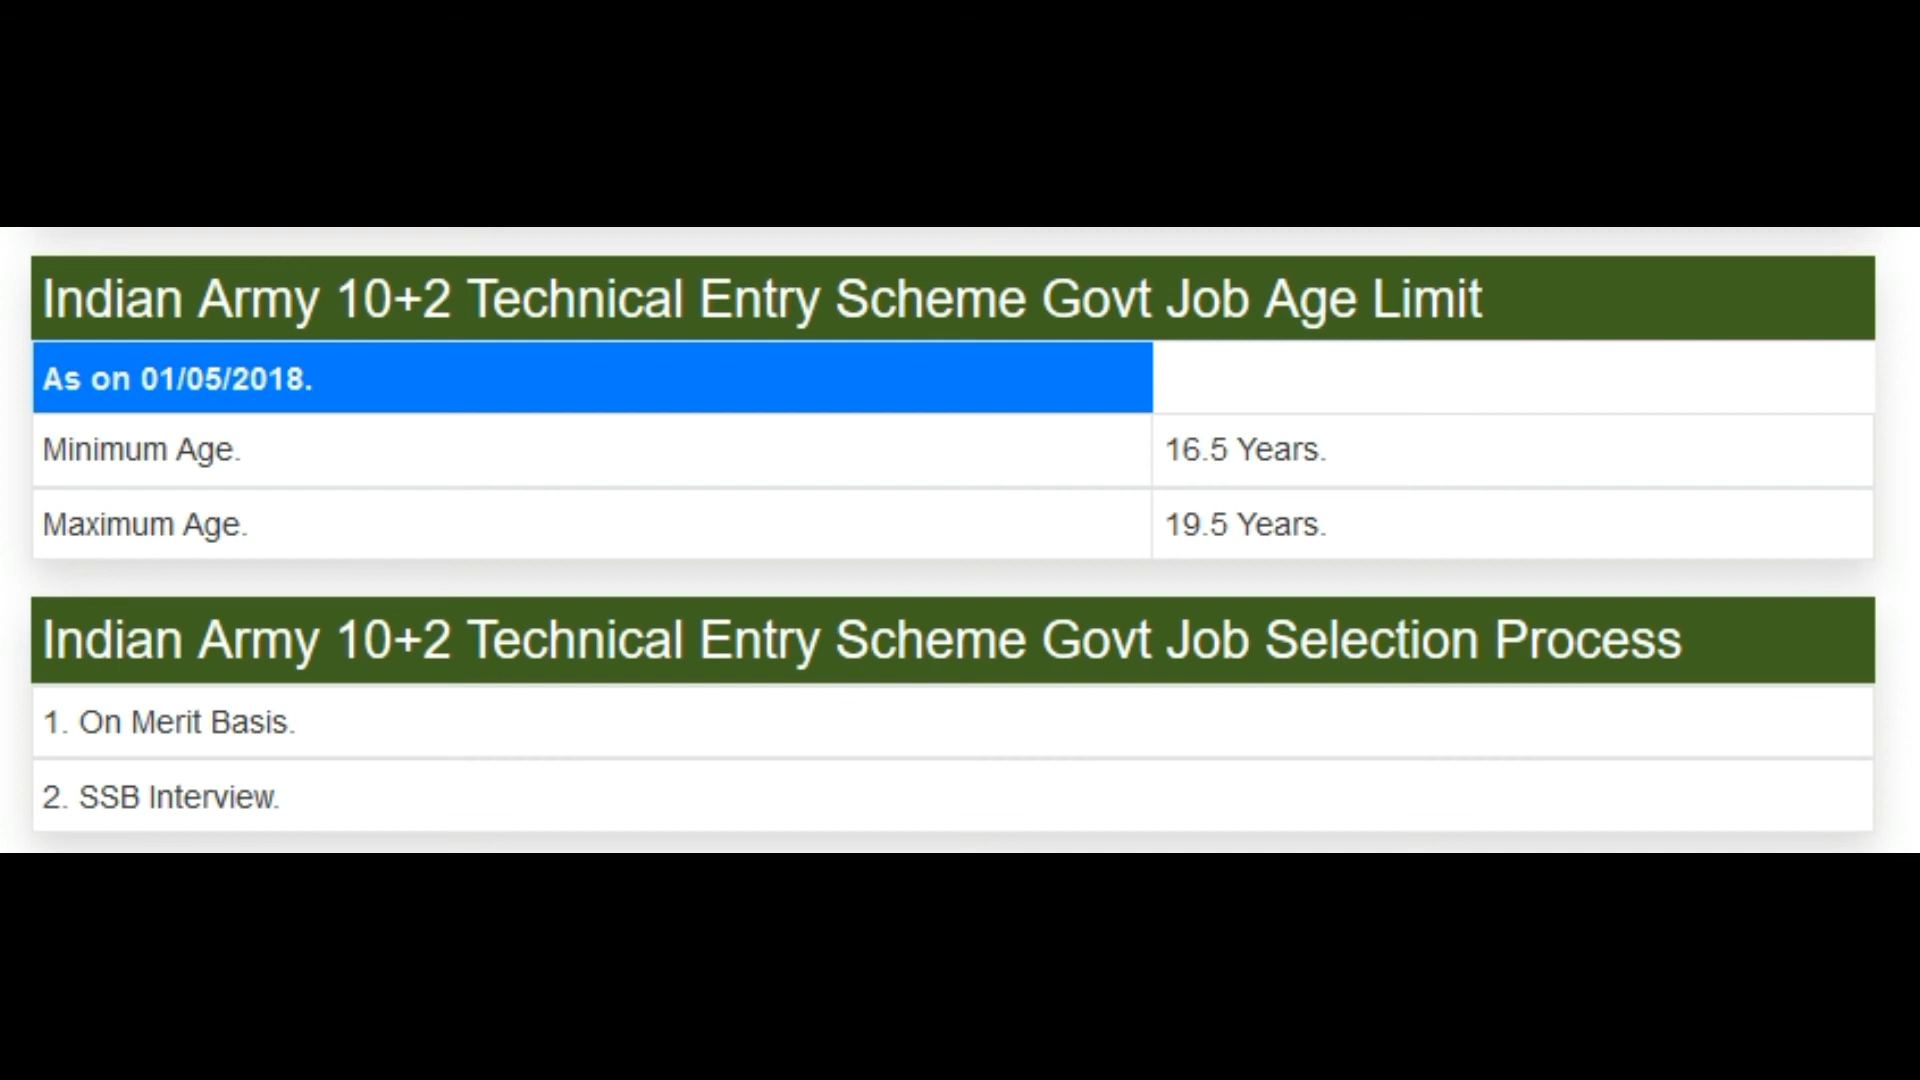 Indian Army 10+2 Technical Entry Scheme Govt Job Age Limit
As on 01/05/2018.
Minimum Age. 16.5 Years.
Maximum Age. 19.5 Years.
Indian Army 10+2 Technical Entry Scheme Govt Job Selection Process
1. On Merit Basis.
2. SSB Interview.